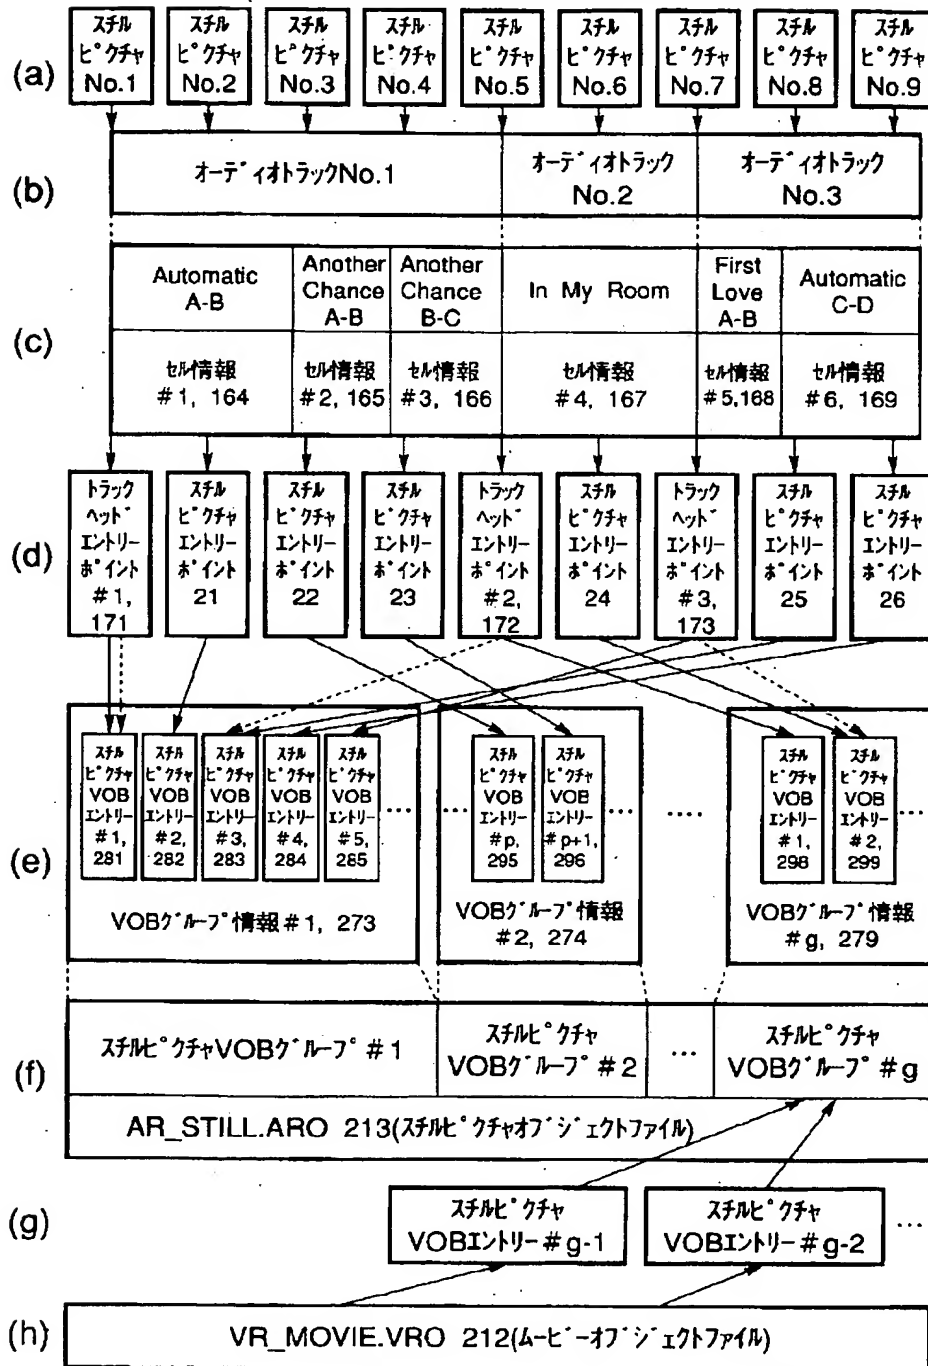 (a)
スチル
ピクチャ
No.1
スチル
ピクチャ
No.2
スチル
ピクチャ
No.3
スチル
ピクチャ
No.4
スチル
ピクチャ
No.5
スチル
ピクチャ
No.6
スチル
ピクチャ
No.7
スチル
ピクチャ
No.8
スチル
ピクチャ
No.9
(b)
オーディオトラックNo.1
オーディオトラック
No.2
オーディオトラック
No.3
(c)
Automatic
A-B
Another
Chance
A-B
Another
Chance
B-C
In My Room
First
Love
A-B
Automatic
C-D
セル情報
#1, 164
セル情報
#2, 165
セル情報
#3, 166
セル情報
#4, 167
セル情報
#5,168
セル情報
#6, 169
(d)
トラック
ヘッド
エントリー
ポイント
#1,
171
スチル
ピクチャ
エントリー
ポイント
21
スチル
ピクチャ
エントリー
ポイント
22
スチル
ピクチャ
エントリー
ポイント
23
トラック
ヘッド
エントリー
ポイント
#2,
172
スチル
ピクチャ
エントリー
ポイント
24
トラック
ヘッド
エントリー
ポイント
#3,
173
スチル
ピクチャ
エントリー
ポイント
25
スチル
ピクチャ
エントリー
ポイント
26
(e)
スチル
ピクチャ
VOB
エントリー
#1,
281
スチル
ピクチャ
VOB
エントリー
#2,
282
スチル
ピクチャ
VOB
エントリー
#3,
283
スチル
ピクチャ
VOB
エントリー
#4,
284
スチル
ピクチャ
VOB
エントリー
#5,
285
……
VOBグループ情報#1, 273
……
スチル
ピクチャ
VOB
エントリー
#p,
295
スチル
ピクチャ
VOB
エントリー
#p+1,
296
……
VOBグループ情報
#2, 274
……
スチル
ピクチャ
VOB
エントリー
#1,
298
スチル
ピクチャ
VOB
エントリー
#2,
299
…
VOBグループ情報
#g, 279
(f)
スチルピクチャVOBグループ#1
スチルピクチャ
VOBグループ#2
…
スチルピクチャ
VOBグループ#g
AR_STILL.ARO 213(スチルピクチャオブジェクトファイル)
(g)
スチルピクチャ
VOBエントリー#g-1
スチルピクチャ
VOBエントリー#g-2
…
(h)
VR_MOVIE.VRO 212(ムービーオブジェクトファイル)